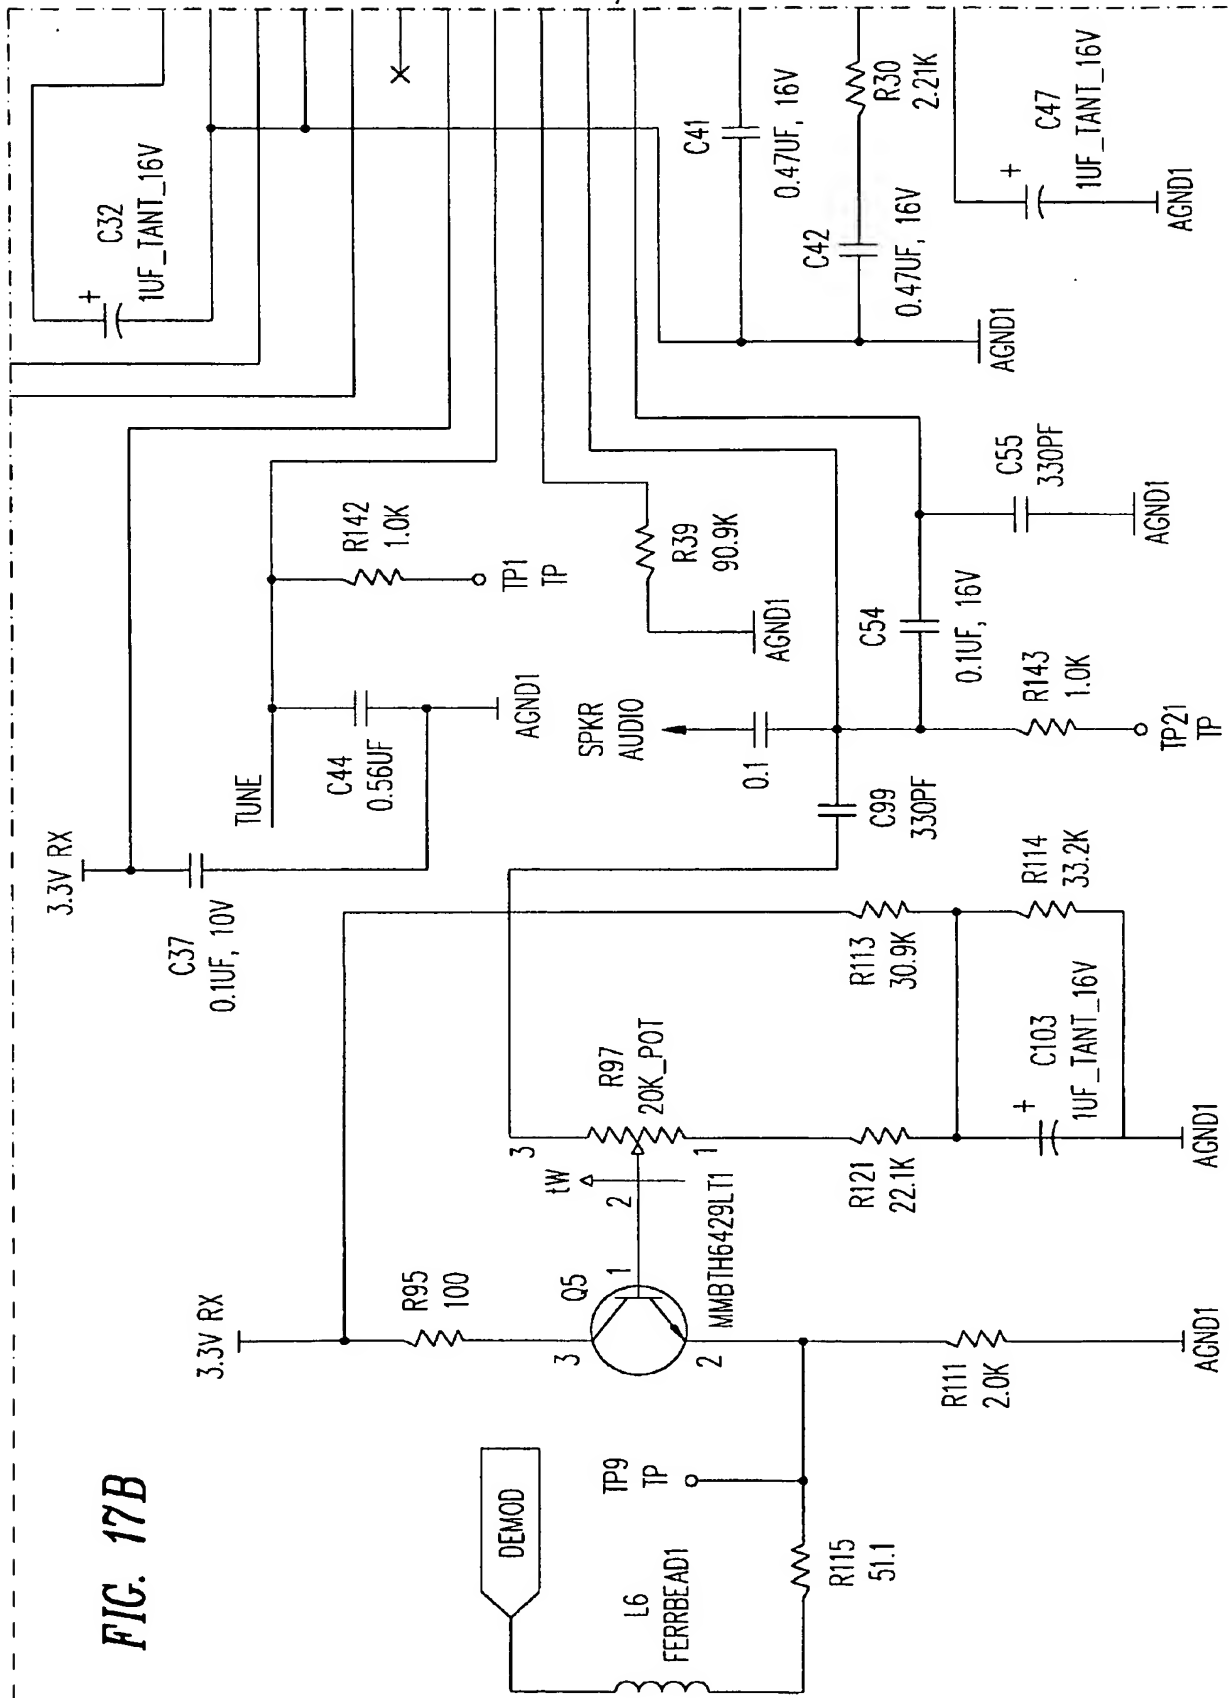 FIG. 17B
3.3V RX
R95
100
Q5
3
1
2
MMBTH6429LT1
R111
2.0K
AGND1
DEMOD
L6
FERRBEAD1
TP9
TP
R115
51.1
tW
2
3
1
R97
20K_POT
R121
22.1K
R113
30.9K
R114
33.2K
+
C103
1UF_TANT_16V
AGND1
3.3V RX
C37
0.1UF, 10V
TUNE
C44
0.56UF
AGND1
R142
1.0K
TP1
TP
SPKR
AUDIO
0.1
C99
330PF
R39
90.9K
AGND1
C54
0.1UF, 16V
R143
1.0K
TP21
TP
C55
330PF
AGND1
+
C32
1UF_TANT_16V
C41
0.47UF, 16V
C42
0.47UF, 16V
R30
2.21K
AGND1
+
C47
1UF_TANT_16V
AGND1